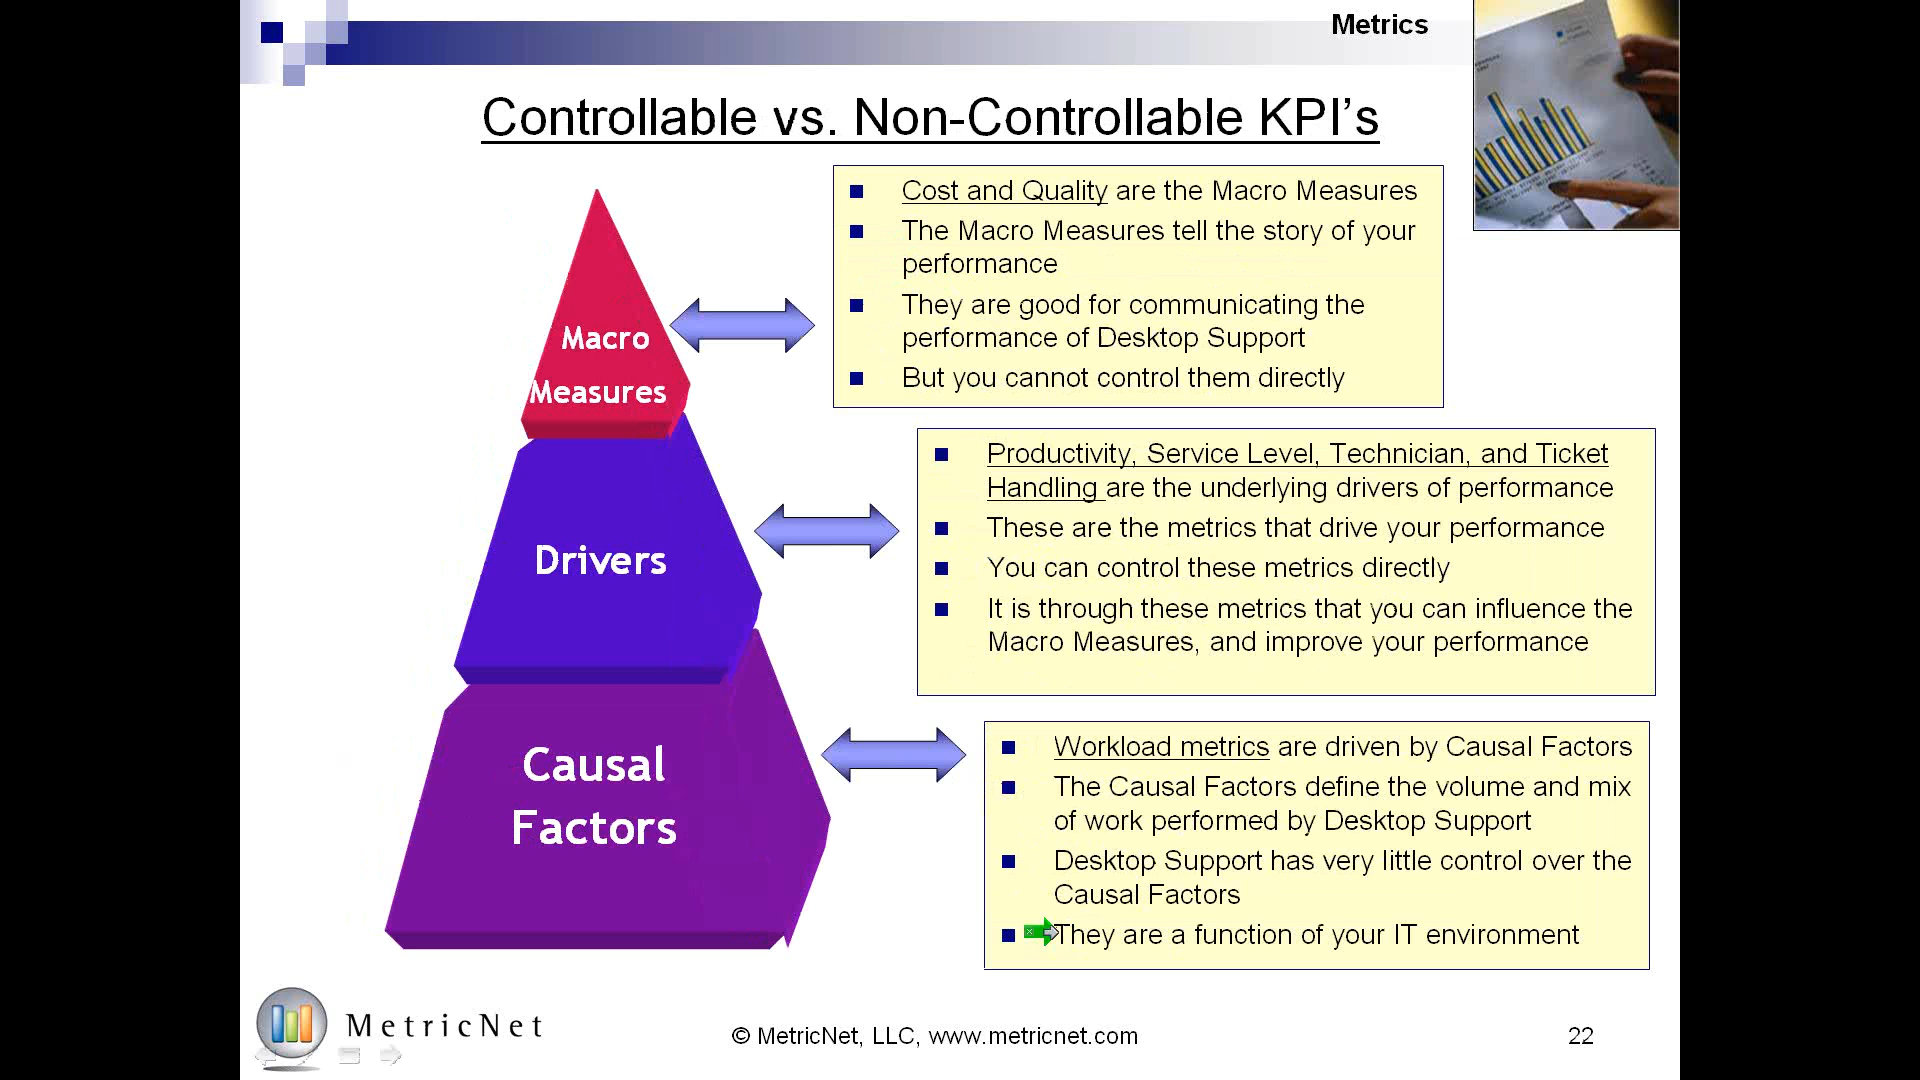 Metrics
Controllable vs. Non-Controllable KPI's
Cost and Quality are the Macro Measures
The Macro Measures tell the story of your
performance
They are good for communicating the
performance of Desktop Support
But you cannot control them directly
Macro
Measures
Productivity, Service Level, Technician, and Ticket
Handling are the underlying drivers of performance
These are the metrics that drive your performance
You can control these metrics directly
It is through these metrics that you can influence the
Macro Measures, and improve your performance
Drivers
Workload metrics are driven by Causal Factors
The Causal Factors define the volume and mix
of work performed by Desktop Support
Desktop Support has very little control over the
Causal Factors
They are a function of your IT environment
Causal
Factors
MetricNet
© MetricNet, LLC, www.metricnet.com
22